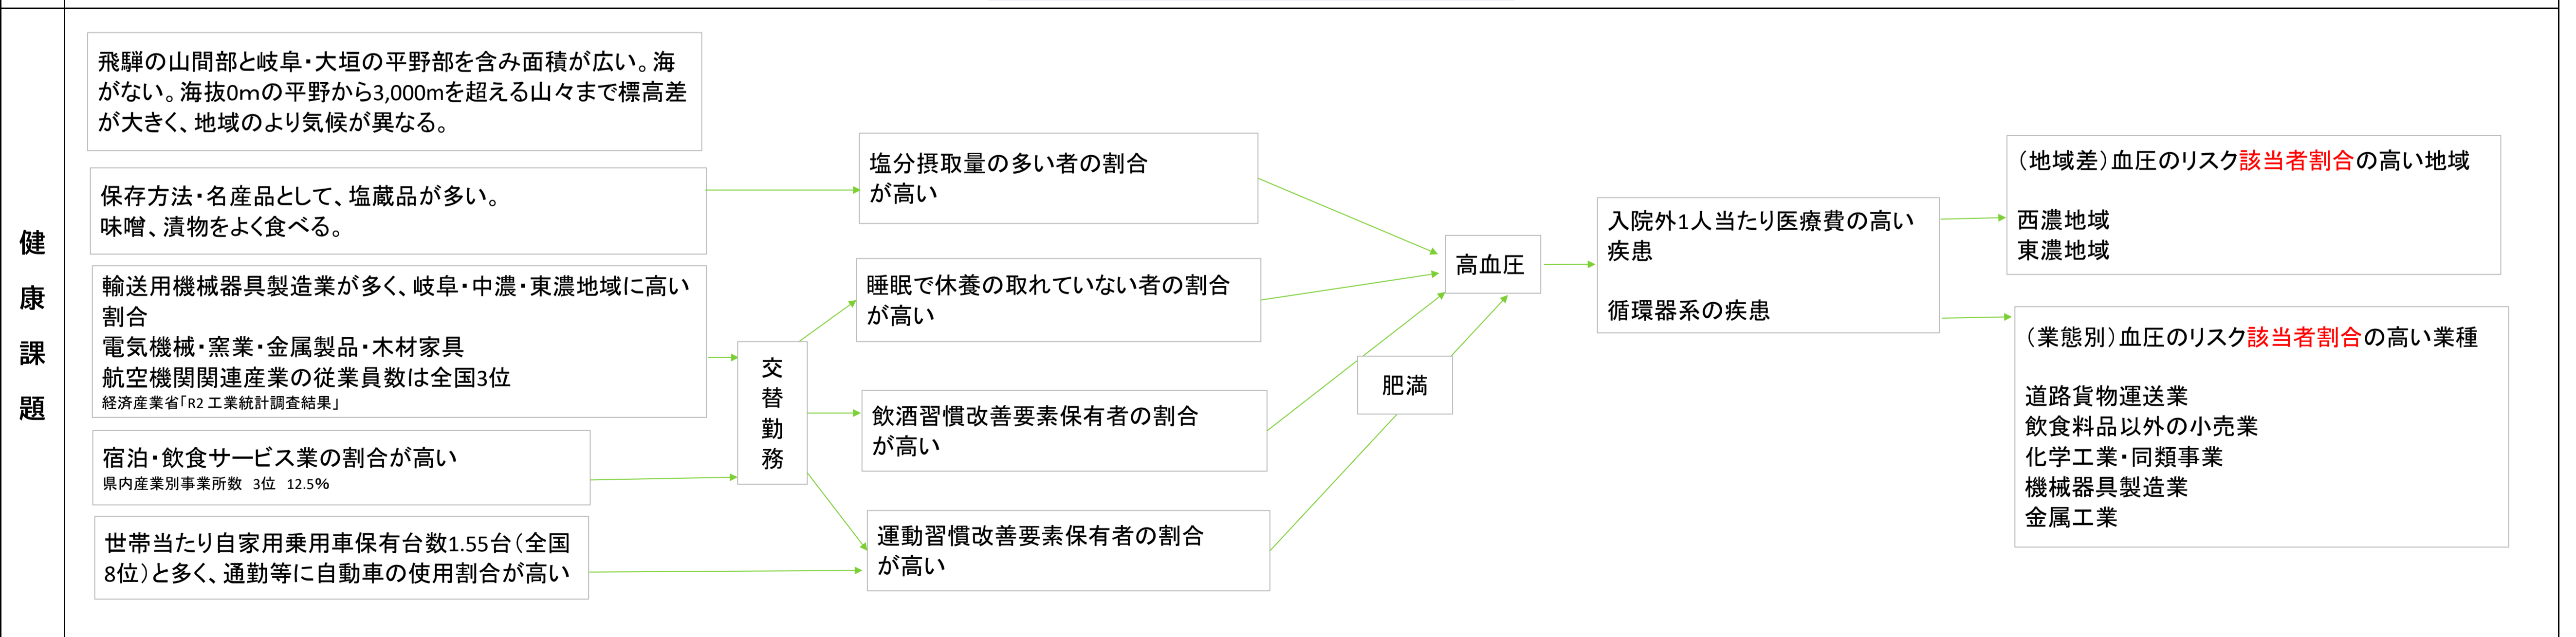 健康課題
飛騨の山間部と岐阜・大垣の平野部を含み面積が広い。海
がない。海抜0mの平野から3,000mを超える山々まで標高差
が大きく、地域のより気候が異なる。
保存方法・名産品として、塩蔵品が多い。
味噌、漬物をよく食べる。
輸送用機械器具製造業が多く、岐阜・中濃・東濃地域に高い
割合
電気機械・窯業・金属製品・木材家具
航空機関関連産業の従業員数は全国3位
経済産業省「R2 工業統計調査結果」
宿泊・飲食サービス業の割合が高い
県内産業別事業所数 3位 12.5%
世帯当たり自家用乗用車保有台数1.55台（全国
8位）と多く、通勤等に自動車の使用割合が高い
交替勤務
塩分摂取量の多い者の割合
が高い
睡眠で休養の取れていない者の割合
が高い
飲酒習慣改善要素保有者の割合
が高い
運動習慣改善要素保有者の割合
が高い
肥満
高血圧
入院外1人当たり医療費の高い
疾患
循環器系の疾患
（地域差）血圧のリスク該当者割合の高い地域
西濃地域
東濃地域
（業態別）血圧のリスク該当者割合の高い業種
道路貨物運送業
飲食料品以外の小売業
化学工業・同類事業
機械器具製造業
金属工業